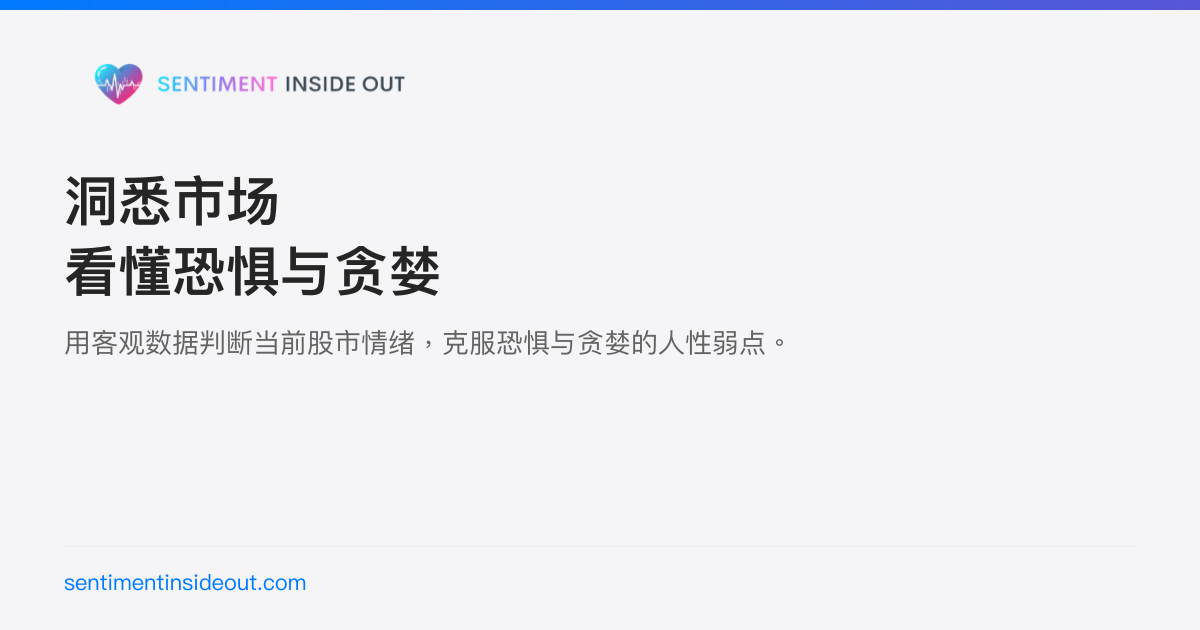 SENTIMENT INSIDE OUT
洞悉市场
看懂恐惧与贪婪
用客观数据判断当前股市情绪，克服恐惧与贪婪的人性弱点。
sentimentinsideout.com